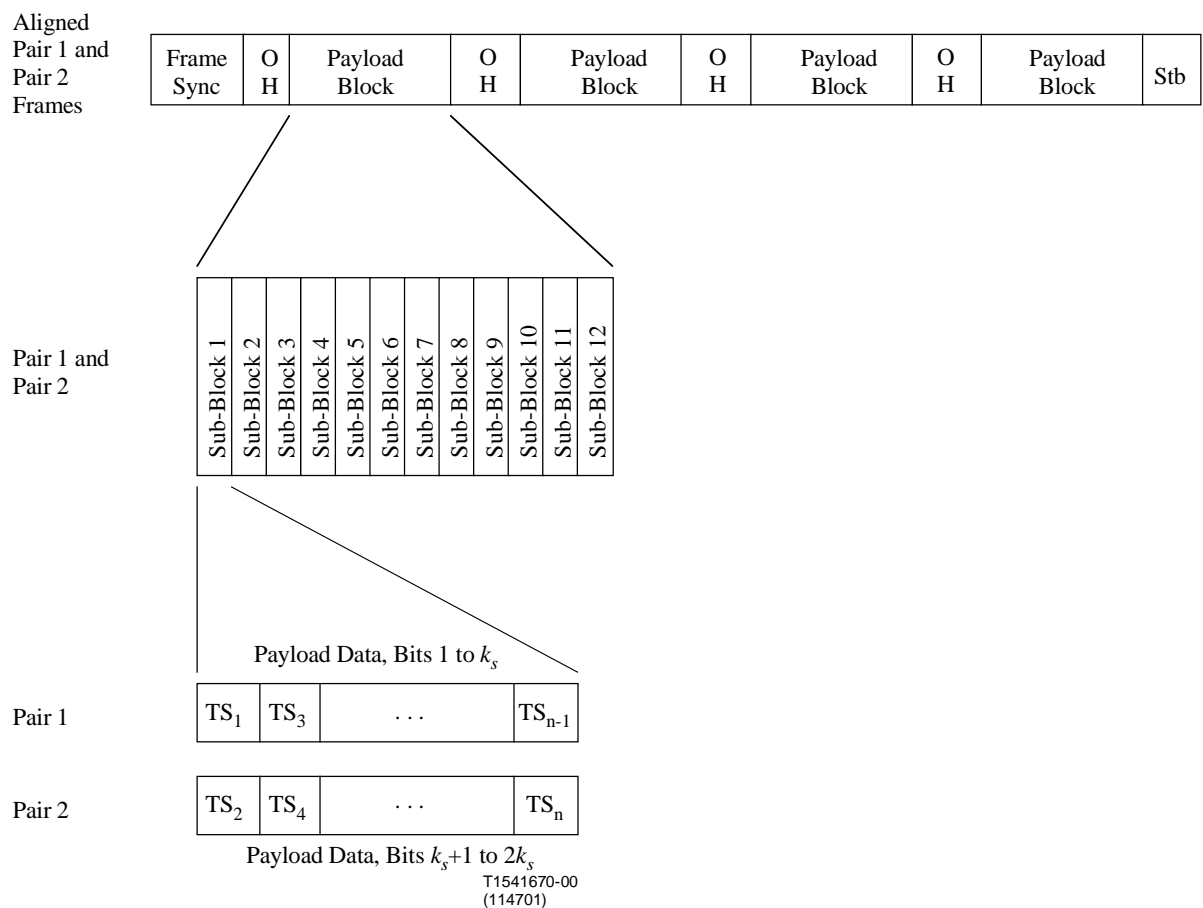 Aligned
Pair 1 and
Pair 2
Frames
Frame
Sync
O
H
Payload
Block
O
H
Payload
Block
O
H
Payload
Block
O
H
Payload
Block
Stb
Pair 1 and
Pair 2
Sub-Block 1
Sub-Block 2
Sub-Block 3
Sub-Block 4
Sub-Block 5
Sub-Block 6
Sub-Block 7
Sub-Block 8
Sub-Block 9
Sub-Block 10
Sub-Block 11
Sub-Block 12
Payload Data, Bits 1 to kₛ
Pair 1
TS₁ TS₃ . . . TSₙ₋₁
Pair 2
TS₂ TS₄ . . . TSₙ
Payload Data, Bits kₛ+1 to 2kₛ
T1541670-00
(114701)